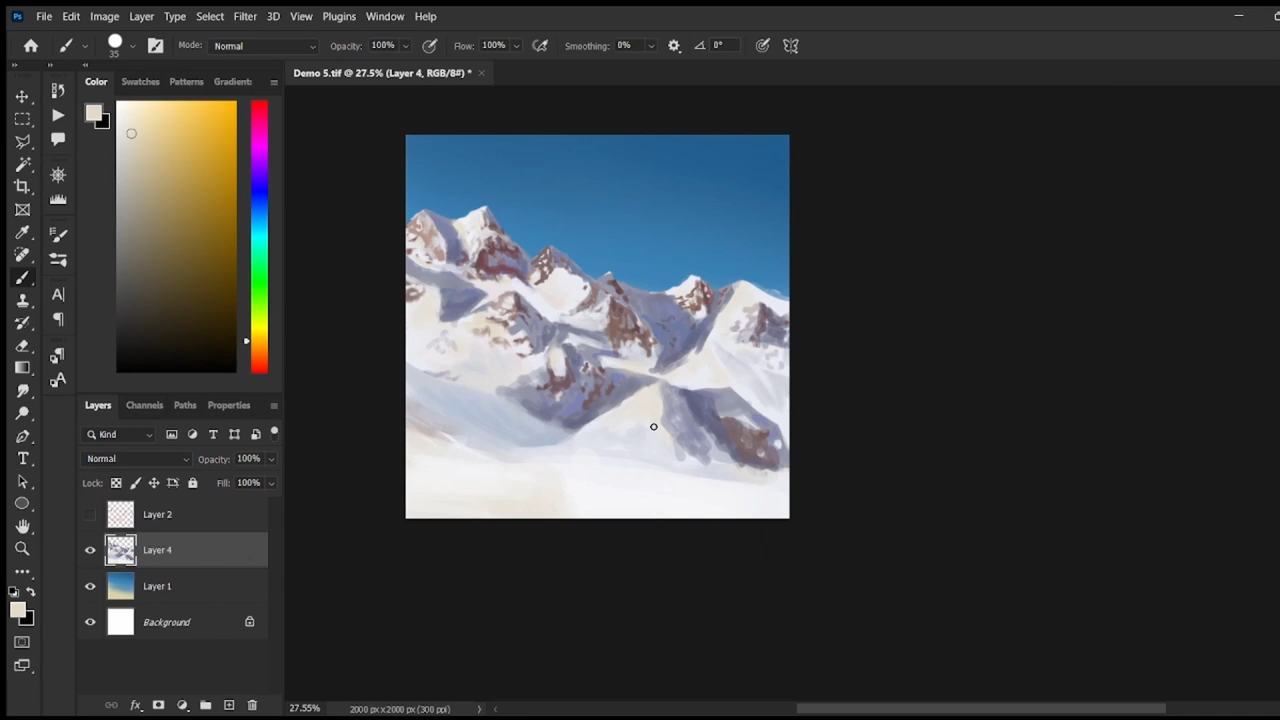 Ps File Edit Image Layer Type Select Filter 3D View Plugins Window Help
35 Mode: Normal Opacity: 100% Flow: 100% Smoothing: 0% 0°
Color Swatches Patterns Gradient:
Demo 5.tif @ 27.5% (Layer 4, RGB/8#) *
Layers Channels Paths Properties
Kind
Normal Opacity: 100%
Lock: Fill: 100%
Layer 2
Layer 4
Layer 1
Background
fx
27.55% 2000 px x 2000 px (300 ppi)